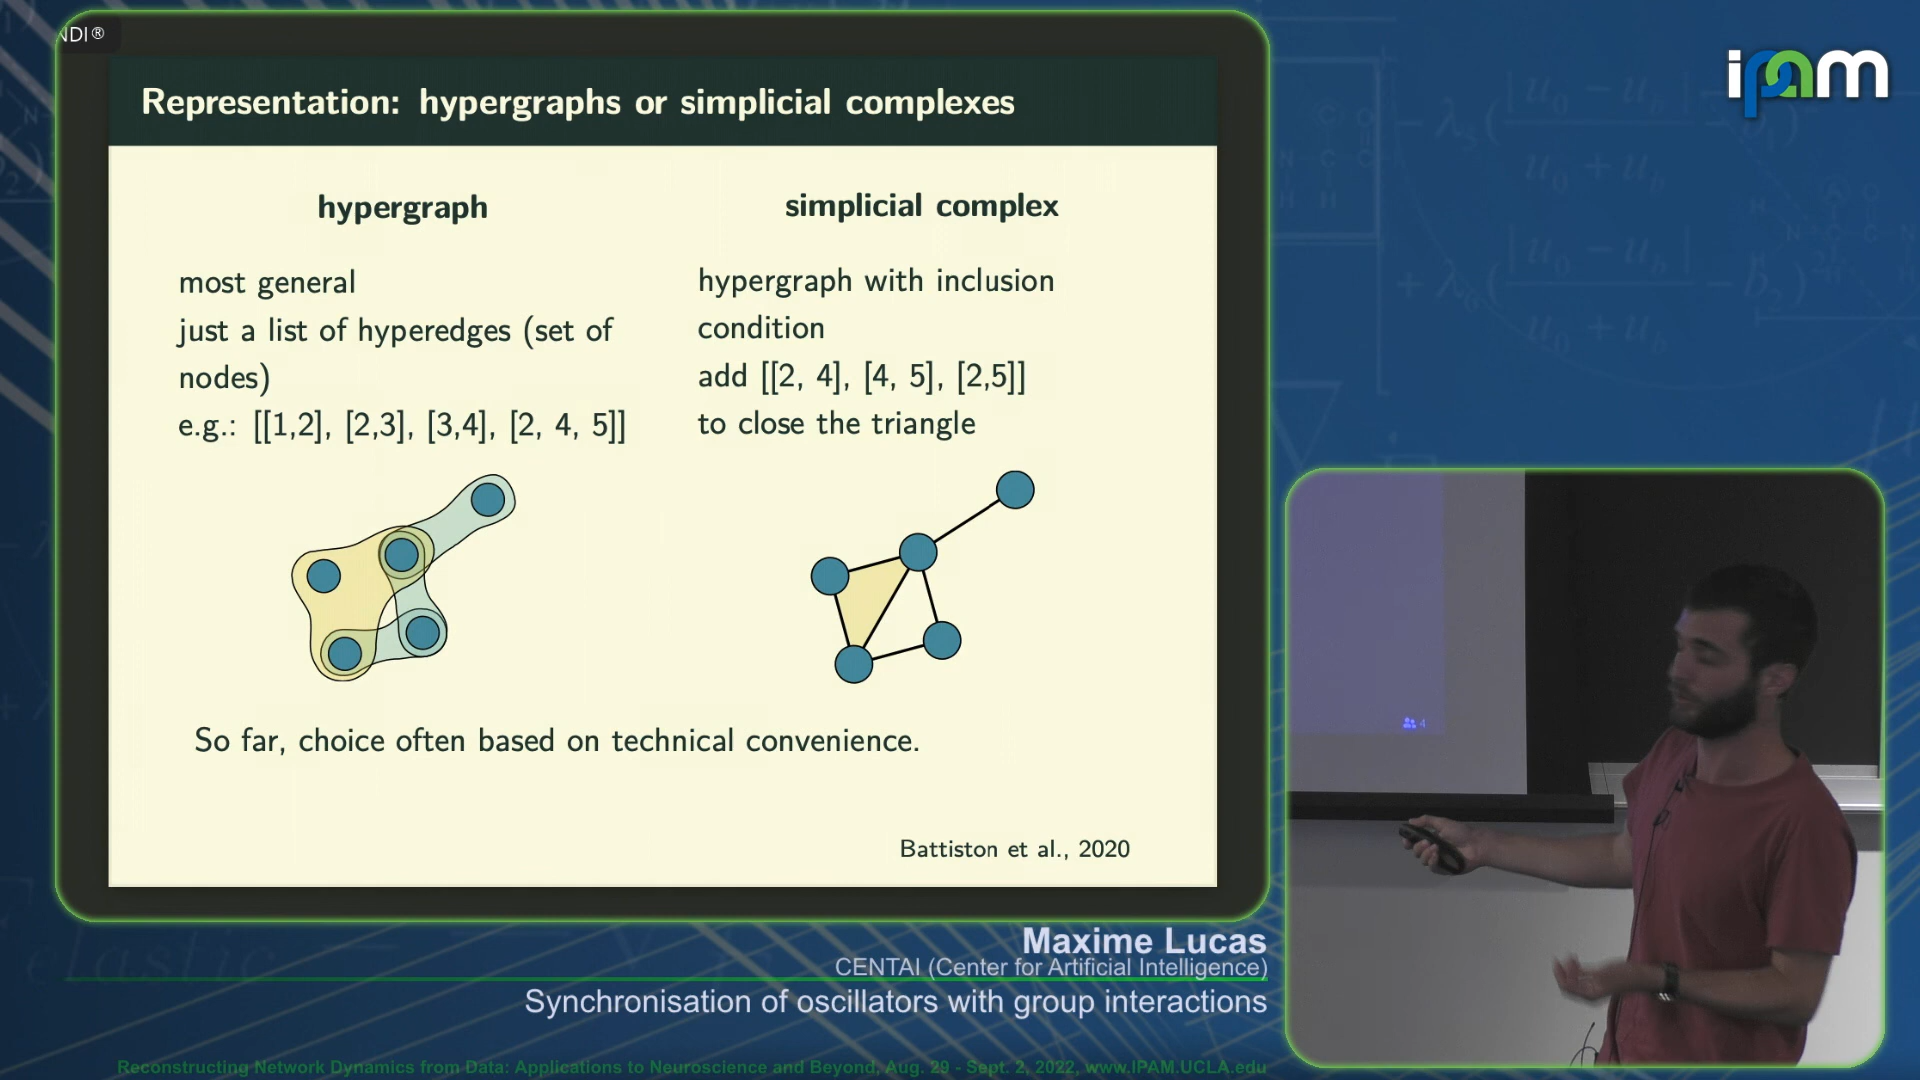 NDI®
ipam
Representation: hypergraphs or simplicial complexes
hypergraph
most general
just a list of hyperedges (set of
nodes)
e.g.: [[1,2], [2,3], [3,4], [2, 4, 5]]
simplicial complex
hypergraph with inclusion
condition
add [[2, 4], [4, 5], [2,5]]
to close the triangle
So far, choice often based on technical convenience.
Battiston et al., 2020
4
Maxime Lucas
CENTAI (Center for Artificial Intelligence)
Synchronisation of oscillators with group interactions
Reconstructing Network Dynamics from Data: Applications to Neuroscience and Beyond, Aug. 29 - Sept. 2, 2022, www.IPAM.UCLA.edu
elastic